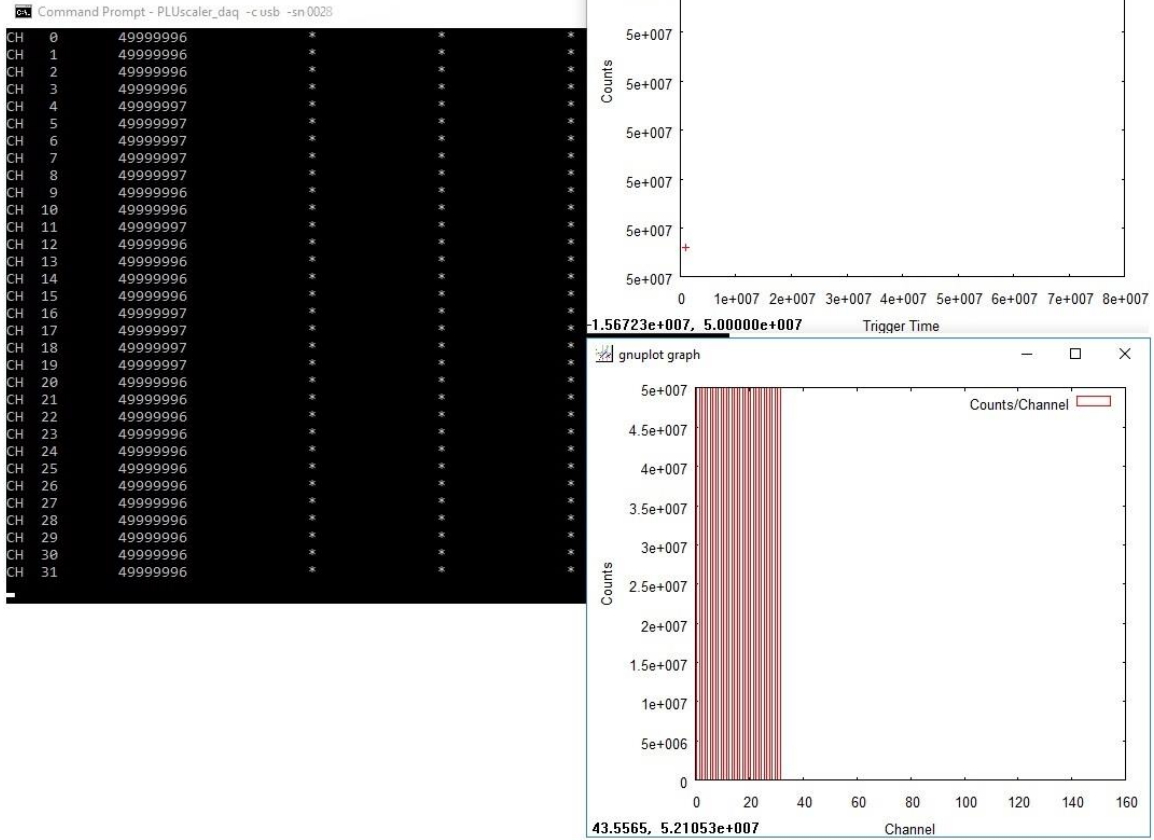 Command Prompt - PLUscaler_daq -c usb -sn 0028
CH 0 49999996 * * *
CH 1 49999996 * * *
CH 2 49999996 * * *
CH 3 49999996 * * *
CH 4 49999997 * * *
CH 5 49999997 * * *
CH 6 49999997 * * *
CH 7 49999997 * * *
CH 8 49999997 * * *
CH 9 49999996 * * *
CH 10 49999996 * * *
CH 11 49999997 * * *
CH 12 49999996 * * *
CH 13 49999996 * * *
CH 14 49999996 * * *
CH 15 49999996 * * *
CH 16 49999997 * * *
CH 17 49999997 * * *
CH 18 49999997 * * *
CH 19 49999997 * * *
CH 20 49999996 * * *
CH 21 49999996 * * *
CH 22 49999996 * * *
CH 23 49999996 * * *
CH 24 49999996 * * *
CH 25 49999996 * * *
CH 26 49999996 * * *
CH 27 49999996 * * *
CH 28 49999996 * * *
CH 29 49999996 * * *
CH 30 49999996 * * *
CH 31 49999996 * * *
5e+007
5e+007
5e+007
5e+007
5e+007
5e+007
Counts
0 1e+007 2e+007 3e+007 4e+007 5e+007 6e+007 7e+007 8e+007
-1.56723e+007, 5.00000e+007
Trigger Time
gnuplot graph
Counts/Channel
5e+007
4.5e+007
4e+007
3.5e+007
3e+007
2.5e+007
2e+007
1.5e+007
1e+007
5e+006
0
Counts
0 20 40 60 80 100 120 140 160
43.5565, 5.21053e+007
Channel